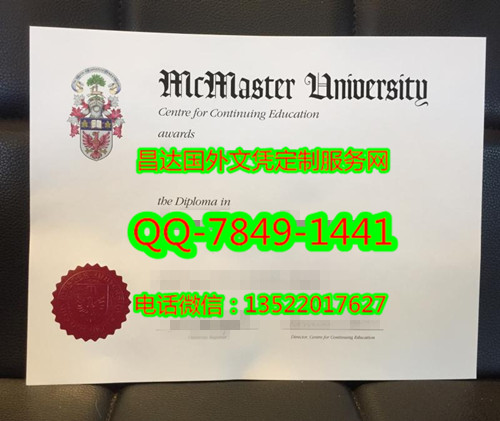 McMaster University
Centre for Continuing Education
awards
昌达国外文凭定制服务网
the Diploma in
QQ-7849-1441
电话微信：13522017627
Director, Centre for Continuing Education